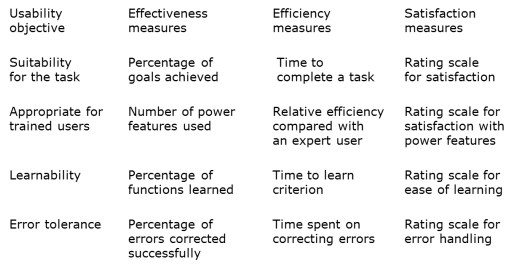 Usability
objective
Effectiveness
measures
Efficiency
measures
Satisfaction
measures
Suitability
for the task
Percentage of
goals achieved
Time to
complete a task
Rating scale
for satisfaction
Appropriate for
trained users
Number of power
features used
Relative efficiency
compared with
an expert user
Rating scale for
satisfaction with
power features
Learnability
Percentage of
functions learned
Time to learn
criterion
Rating scale for
ease of learning
Error tolerance
Percentage of
errors corrected
successfully
Time spent on
correcting errors
Rating scale for
error handling